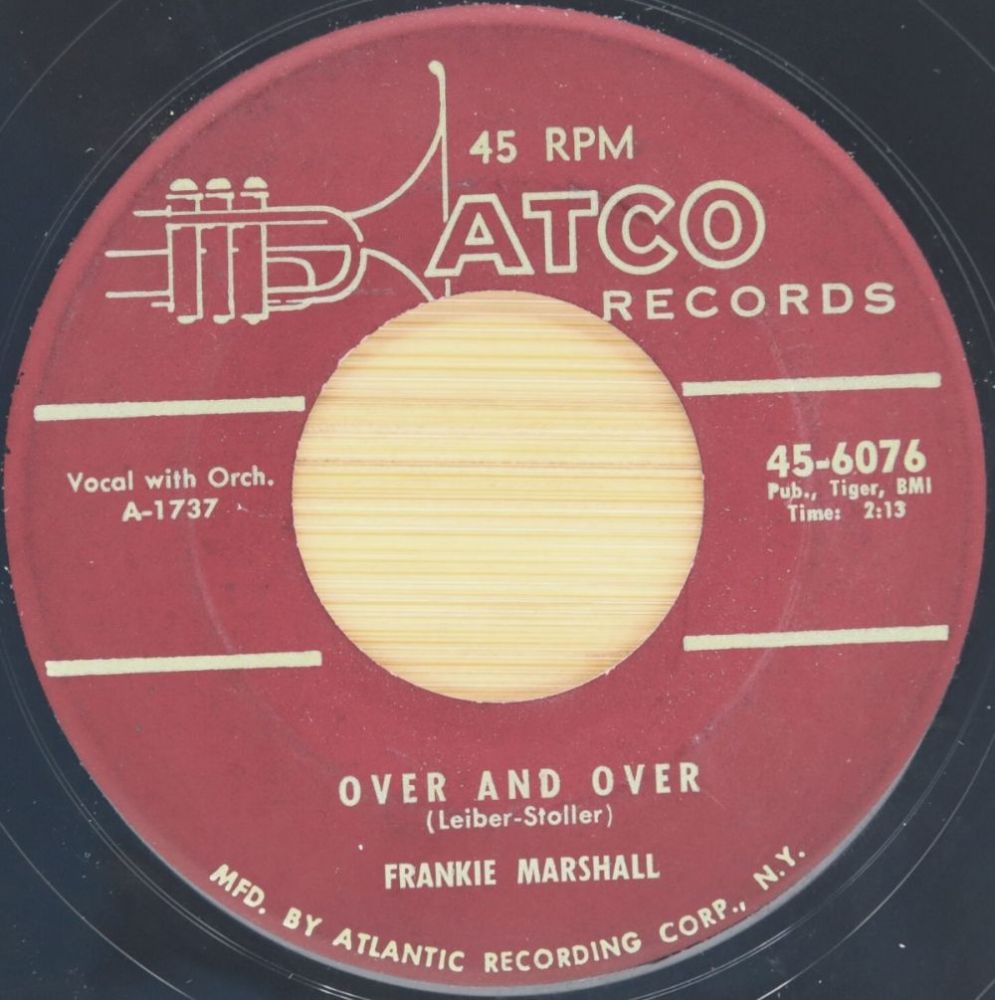 45 RPM
ATCO
RECORDS
Vocal with Orch.
A-1737
45-6076
Pub., Tiger, BMI
Time: 2:13
OVER AND OVER
(Leiber-Stoller)
FRANKIE MARSHALL
MFD. BY ATLANTIC RECORDING CORP., N.Y.